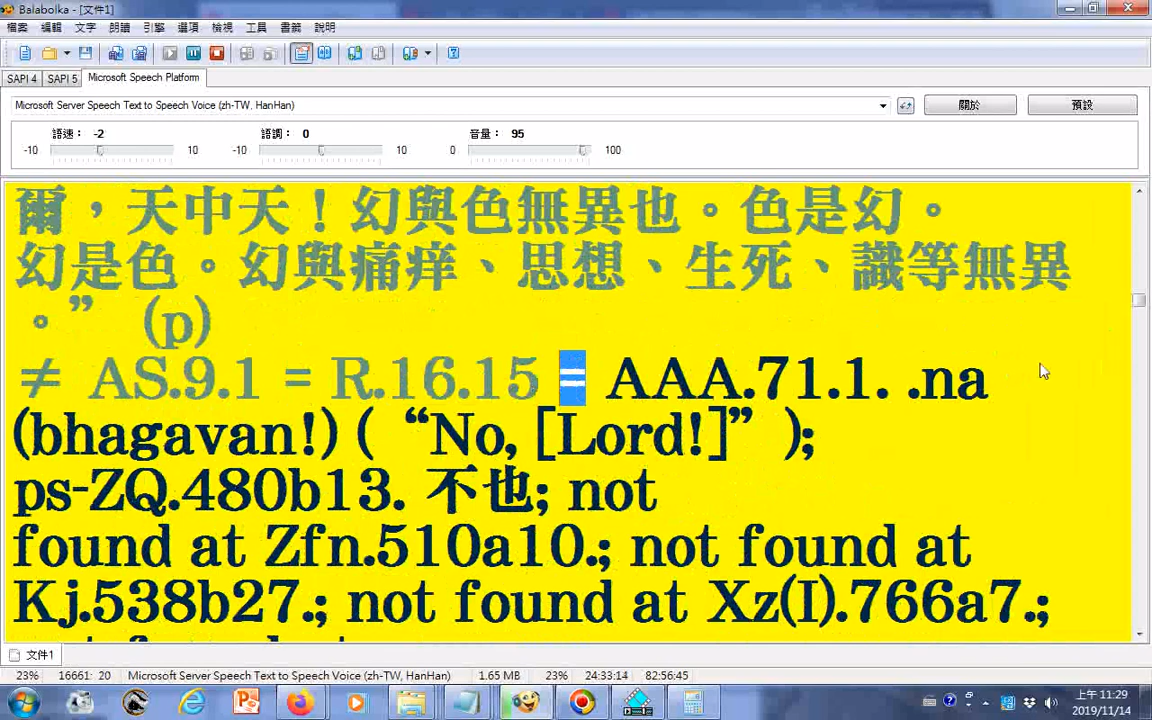 Balabolka - [文件1]
檔案 編輯 文字 朗讀 引擎 選項 檢視 工具 書籤 說明
SAPI 4 SAPI 5 Microsoft Speech Platform
Microsoft Server Speech Text to Speech Voice (zh-TW, HanHan) 關於 預設
語速： -2 語調： 0 音量： 95
-10 10 -10 10 0 100
爾，天中天！幻與色無異也。色是幻。
幻是色。幻與痛痒、思想、生死、識等無異
。” (p)
≠ AS.9.1 = R.16.15 = AAA.71.1. .na
(bhagavan!) ( “No, [Lord!]” );
ps-ZQ.480b13. 不也; not
found at Zfn.510a10.; not found at
Kj.538b27.; not found at Xz(I).766a7.;
文件1
23% 16661: 20 Microsoft Server Speech Text to Speech Voice (zh-TW, HanHan) 1.65 MB 23% 24:33:14 82:56:45
上午 11:29
2019/11/14